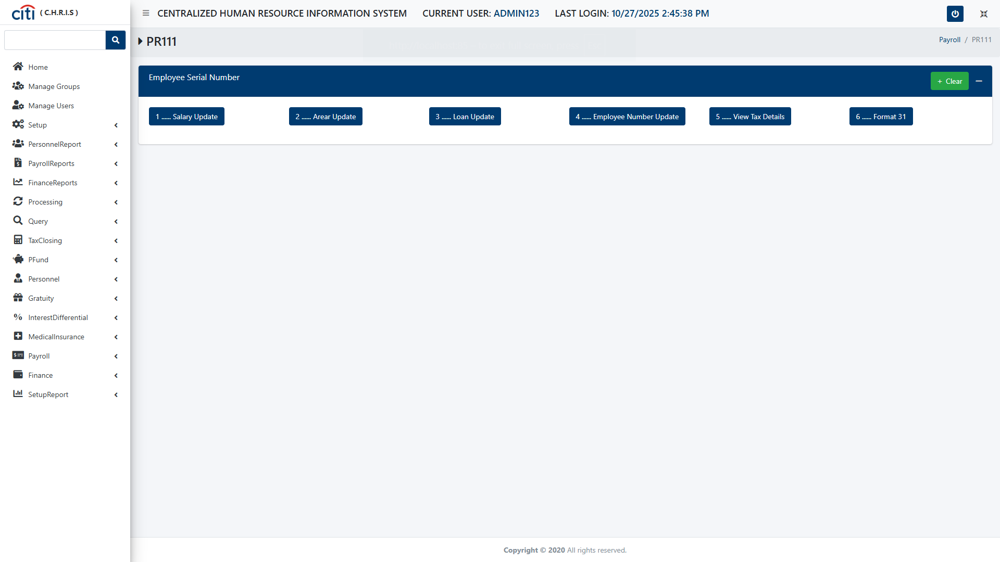 citi ( C.H.R.I.S )
CENTRALIZED HUMAN RESOURCE INFORMATION SYSTEM CURRENT USER: ADMIN123 LAST LOGIN: 10/27/2025 2:45:38 PM
PR111
Payroll / PR111
Home
Manage Groups
Manage Users
Setup
PersonnelReport
PayrollReports
FinanceReports
Processing
Query
TaxClosing
PFund
Personnel
Gratuity
InterestDifferential
MedicalInsurance
Payroll
Finance
SetupReport
Employee Serial Number
+ Clear
1 ...... Salary Update
2 ...... Arear Update
3 ...... Loan Update
4 ...... Employee Number Update
5 ...... View Tax Details
6 ...... Format 31
Copyright © 2020 All rights reserved.